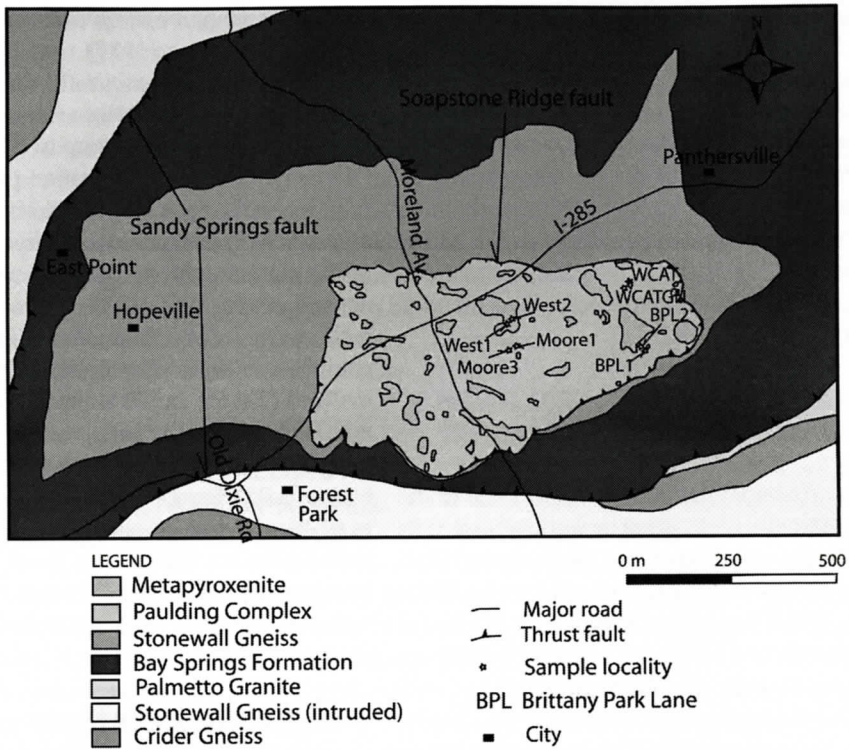 N
Soapstone Ridge fault
Panthersville
Moreland Av
I-285
Sandy Springs fault
East Point
Hopeville
WCAT
WCATGN
BPL2
West2
West1
Moore1
Moore3
BPL1
Old Dixie Rd
Forest
Park
LEGEND
Metapyroxenite
Paulding Complex
Stonewall Gneiss
Bay Springs Formation
Palmetto Granite
Stonewall Gneiss (intruded)
Crider Gneiss
0 m 250 500
Major road
Thrust fault
Sample locality
BPL Brittany Park Lane
City